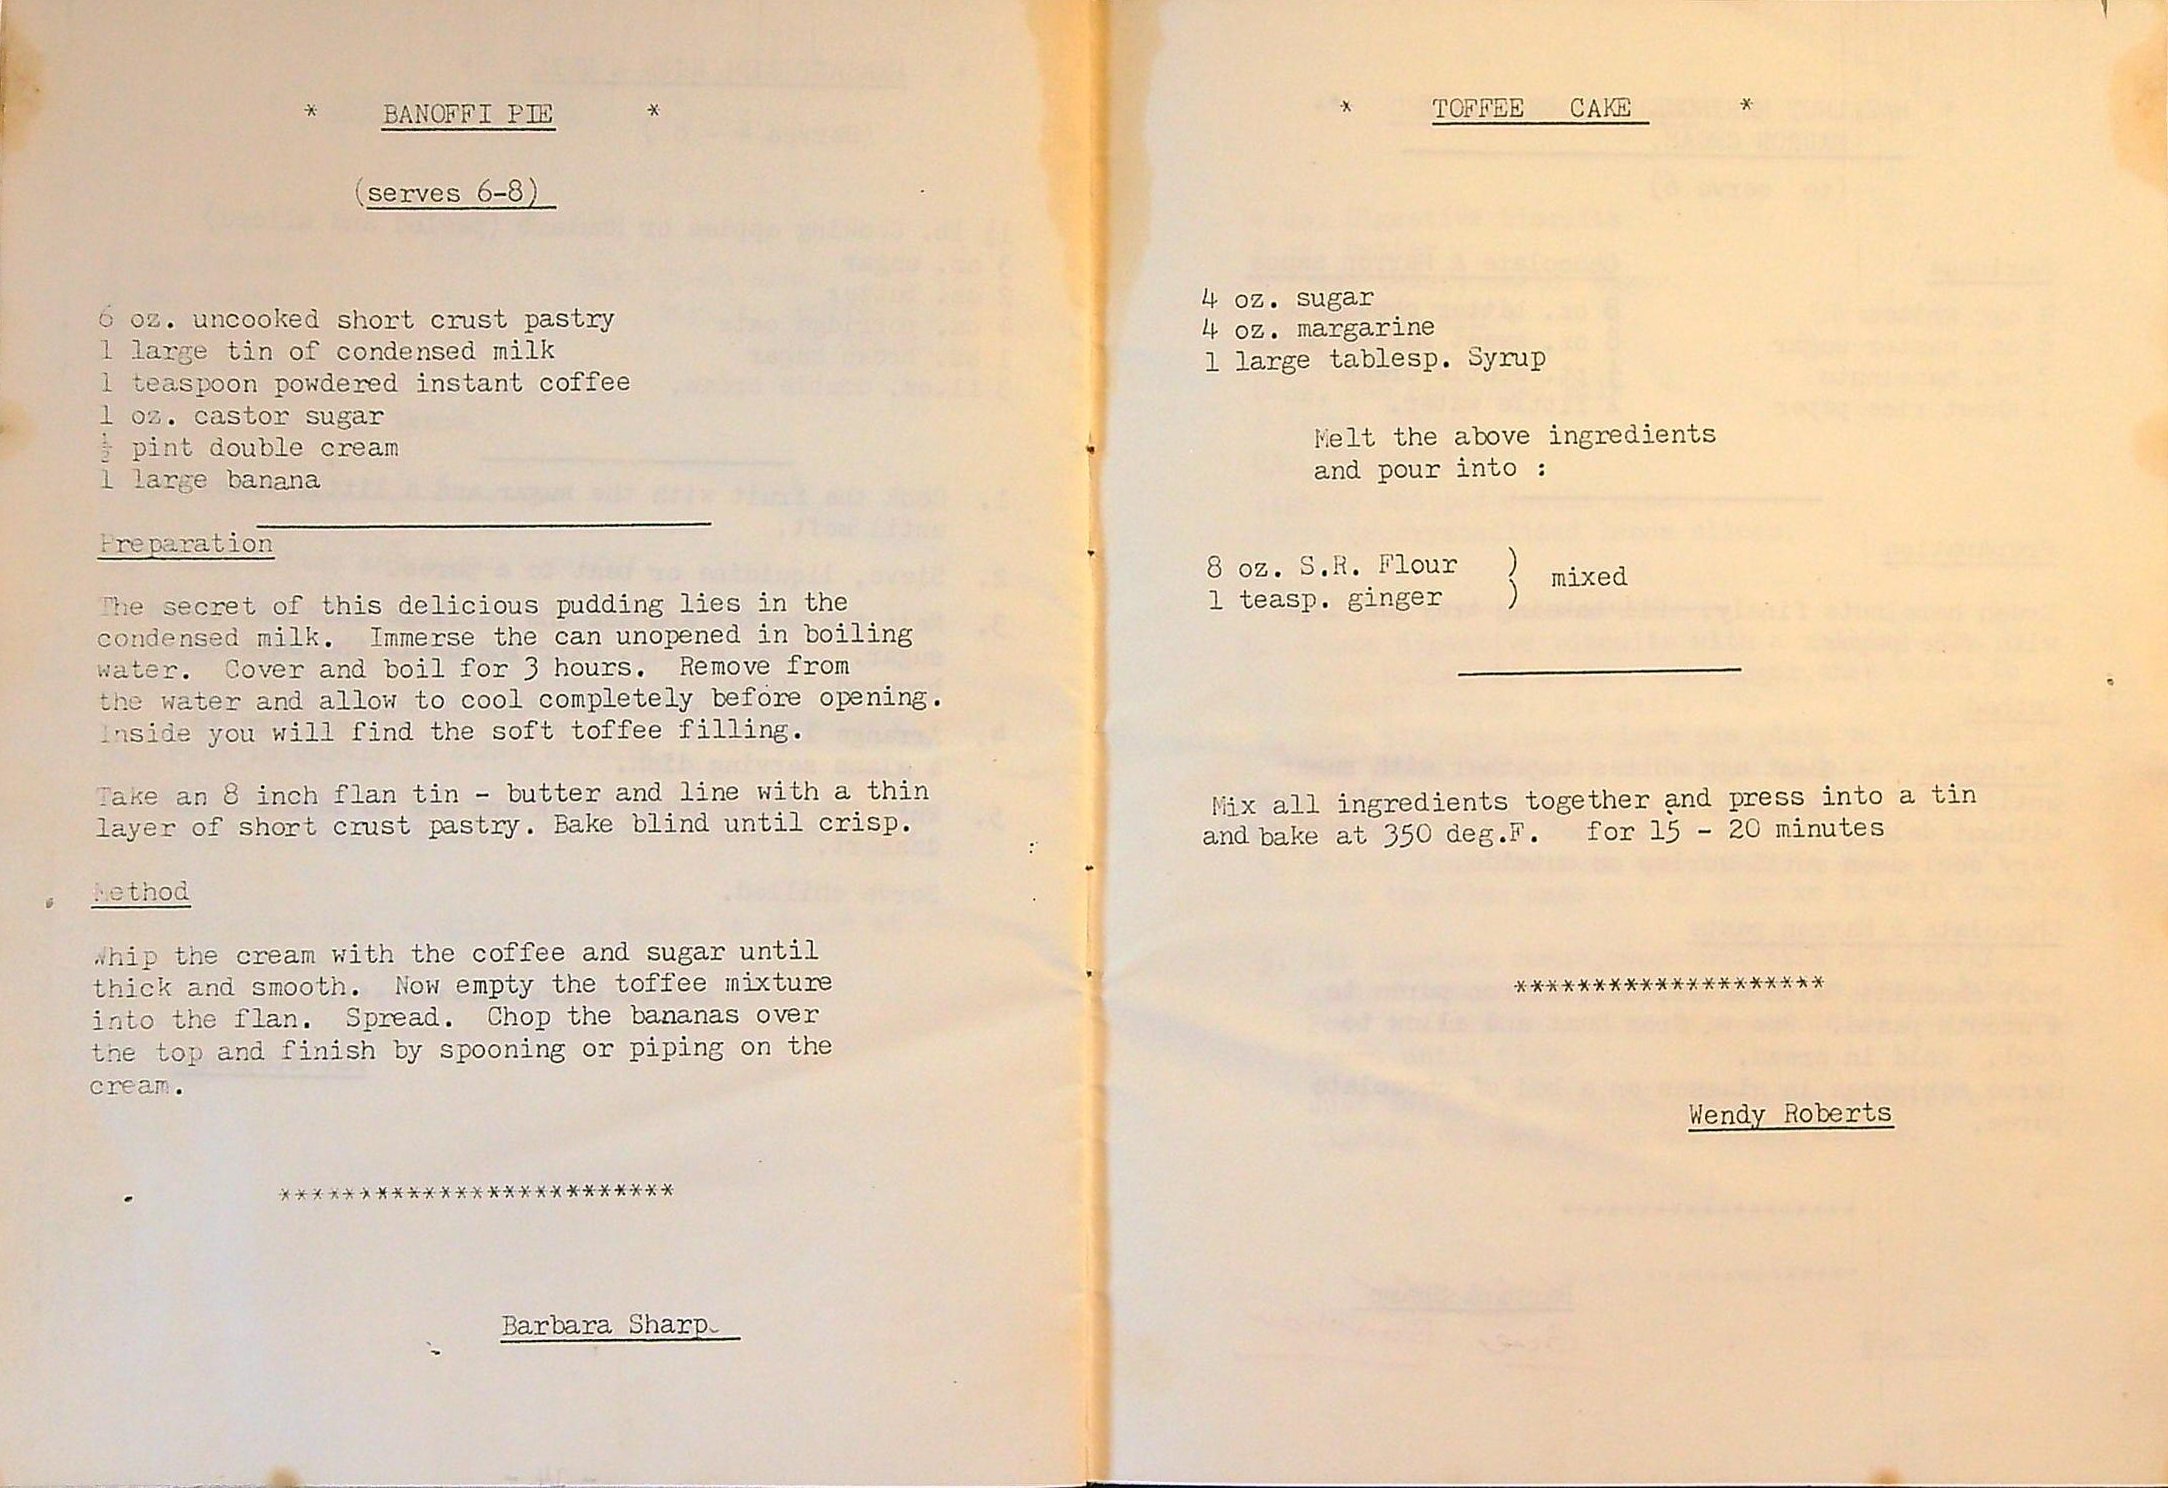 * BANOFFI PIE *
(serves 6-8)
6 oz. uncooked short crust pastry
1 large tin of condensed milk
1 teaspoon powdered instant coffee
1 oz. castor sugar
½ pint double cream
1 large banana
Preparation
The secret of this delicious pudding lies in the
condensed milk. Immerse the can unopened in boiling
water. Cover and boil for 3 hours. Remove from
the water and allow to cool completely before opening.
Inside you will find the soft toffee filling.
Take an 8 inch flan tin - butter and line with a thin
layer of short crust pastry. Bake blind until crisp.
Method
Whip the cream with the coffee and sugar until
thick and smooth. Now empty the toffee mixture
into the flan. Spread. Chop the bananas over
the top and finish by spooning or piping on the
cream.
*************************
Barbara Sharp.
* TOFFEE CAKE *
4 oz. sugar
4 oz. margarine
1 large tablesp. Syrup
Melt the above ingredients
and pour into :
8 oz. S.R. Flour )
) mixed
1 teasp. ginger )
Mix all ingredients together and press into a tin
and bake at 350 deg.F. for 15 - 20 minutes
********************
Wendy Roberts